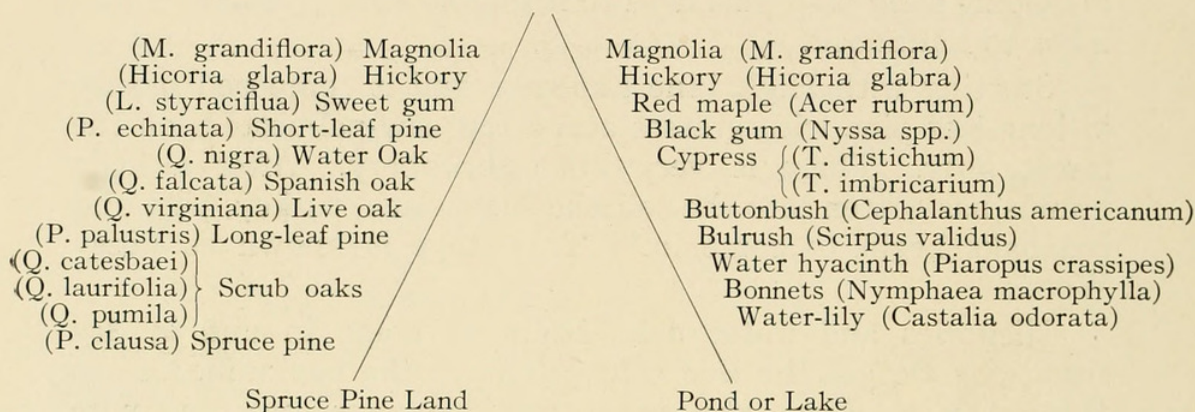 (M. grandiflora) Magnolia
(Hicoria glabra) Hickory
(L. styraciflua) Sweet gum
(P. echinata) Short-leaf pine
(Q. nigra) Water Oak
(Q. falcata) Spanish oak
(Q. virginiana) Live oak
(P. palustris) Long-leaf pine
(Q. catesbaei)
(Q. laurifolia) Scrub oaks
(Q. pumila)
(P. clausa) Spruce pine
Spruce Pine Land
Magnolia (M. grandiflora)
Hickory (Hicoria glabra)
Red maple (Acer rubrum)
Black gum (Nyssa spp.)
Cypress (T. distichum)
(T. imbricarium)
Buttonbush (Cephalanthus americanum)
Bulrush (Scirpus validus)
Water hyacinth (Piaropus crassipes)
Bonnets (Nymphaea macrophylla)
Water-lily (Castalia odorata)
Pond or Lake